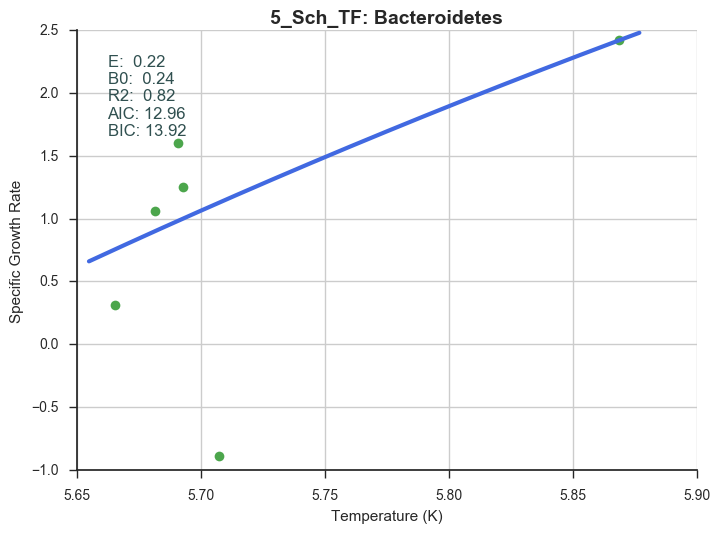 5_Sch_TF: Bacteroidetes
2.5
E:  0.22
B0:  0.24
2.0
R2:  0.82
AIC: 12.96
BIC: 13.92
1.5
1.0
0.5
0.0
−0.5
−1.0
Specific Growth Rate
5.65 5.70 5.75 5.80 5.85 5.90
Temperature (K)